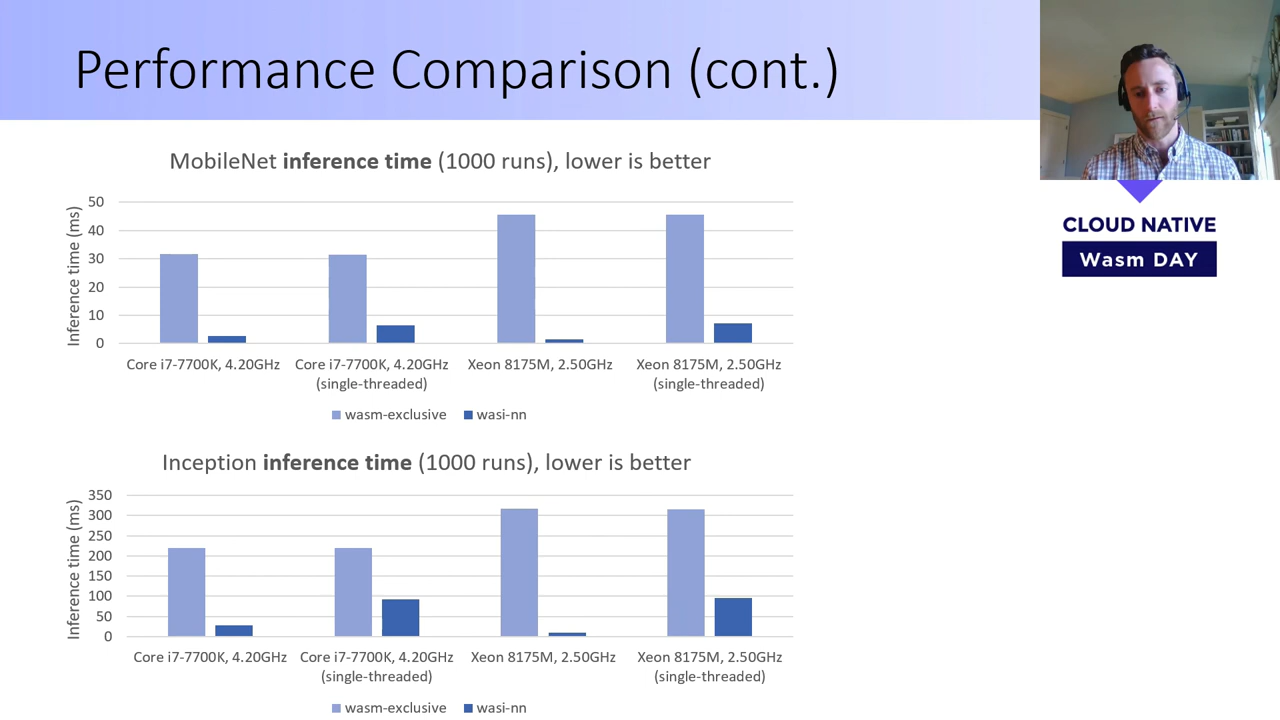 Performance Comparison (cont.)
CLOUD NATIVE
Wasm DAY
MobileNet inference time (1000 runs), lower is better
Inference time (ms)
50
40
30
20
10
0
Core i7-7700K, 4.20GHz
Core i7-7700K, 4.20GHz
(single-threaded)
Xeon 8175M, 2.50GHz
Xeon 8175M, 2.50GHz
(single-threaded)
wasm-exclusive
wasi-nn
Inception inference time (1000 runs), lower is better
Inference time (ms)
350
300
250
200
150
100
50
0
Core i7-7700K, 4.20GHz
Core i7-7700K, 4.20GHz
(single-threaded)
Xeon 8175M, 2.50GHz
Xeon 8175M, 2.50GHz
(single-threaded)
wasm-exclusive
wasi-nn